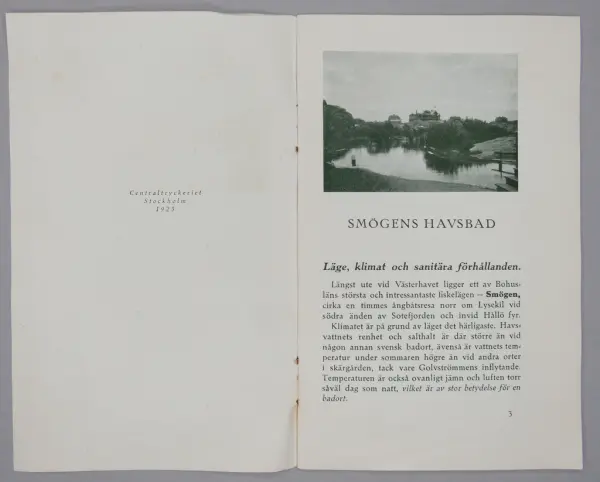 Centraltryckeriet
Stockholm
1925
SMÖGENS HAVSBAD
Läge, klimat och sanitära förhållanden.
Längst ute vid Västerhavet ligger ett av Bohus-
läns största och intressantaste fiskelägen – Smögen,
cirka en timmes ångbåtsresa norr om Lysekil vid
södra änden av Sotefjorden och invid Hållö fyr.
Klimatet är på grund av läget det härligaste. Havs-
vattnets renhet och salthalt är där större än vid
någon annan svensk badort, ävenså är vattnets tem-
peratur under sommaren högre än vid andra orter
i skärgården, tack vare Golvströmmens inflytande.
Temperaturen är också ovanligt jämn och luften torr
såväl dag som natt, vilket är av stor betydelse för en
badort.
3